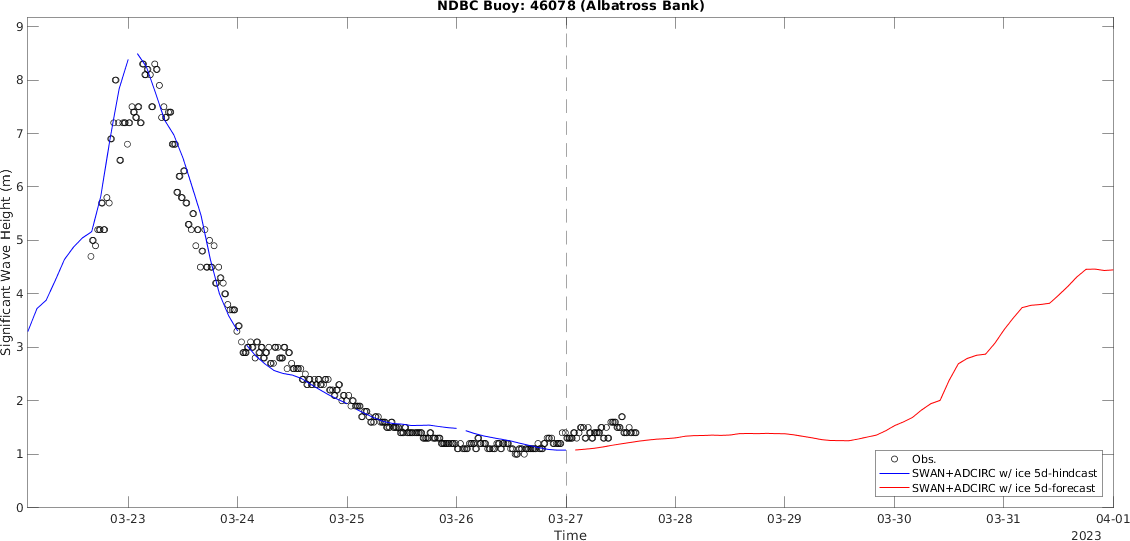 NDBC Buoy: 46078 (Albatross Bank)
9
8
7
6
5
4
3
2
1
0
Significant Wave Height (m)
03-23 03-24 03-25 03-26 03-27 03-28 03-29 03-30 03-31 04-01
Time
2023
Obs.
SWAN+ADCIRC w/ ice 5d-hindcast
SWAN+ADCIRC w/ ice 5d-forecast